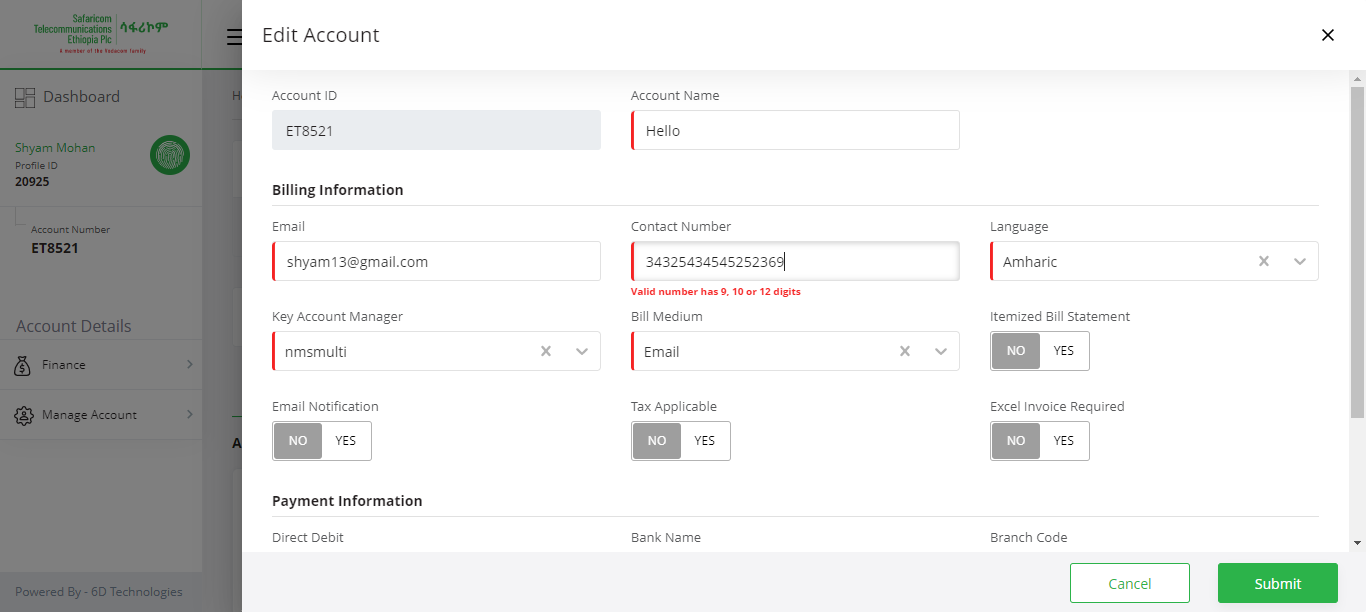 Safaricom
Telecommunications
Ethiopia Plc
ሳፋሪኮም
A member of the Vodacom family
Edit Account
Dashboard
Shyam Mohan
Profile ID
20925
Account Number
ET8521
Account Details
Finance
Manage Account
Powered By - 6D Technologies
Account ID
Account Name
ET8521
Hello
Billing Information
Email
Contact Number
Language
shyam13@gmail.com
34325434545252369
Amharic
Valid number has 9, 10 or 12 digits
Key Account Manager
Bill Medium
Itemized Bill Statement
nmsmulti
Email
NO YES
Email Notification
Tax Applicable
Excel Invoice Required
NO YES
NO YES
NO YES
Payment Information
Direct Debit
Bank Name
Branch Code
Cancel
Submit